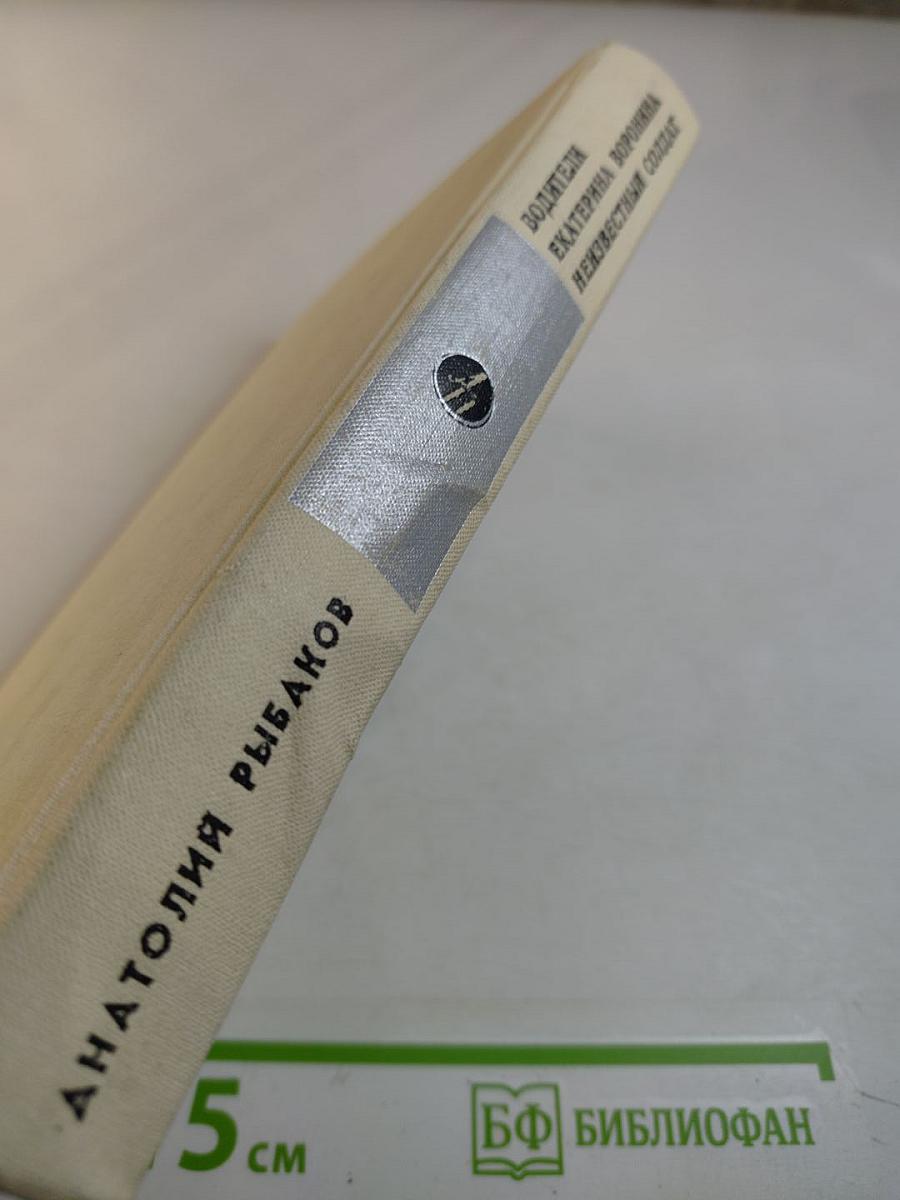 АНАТОЛИЙ РЫБАКОВ
ВОДИТЕЛИ
ЕКАТЕРИНА ВОРОНИНА
НЕИЗВЕСТНЫЙ СОЛДАТ
5 см
БФ БИБЛИОФАН